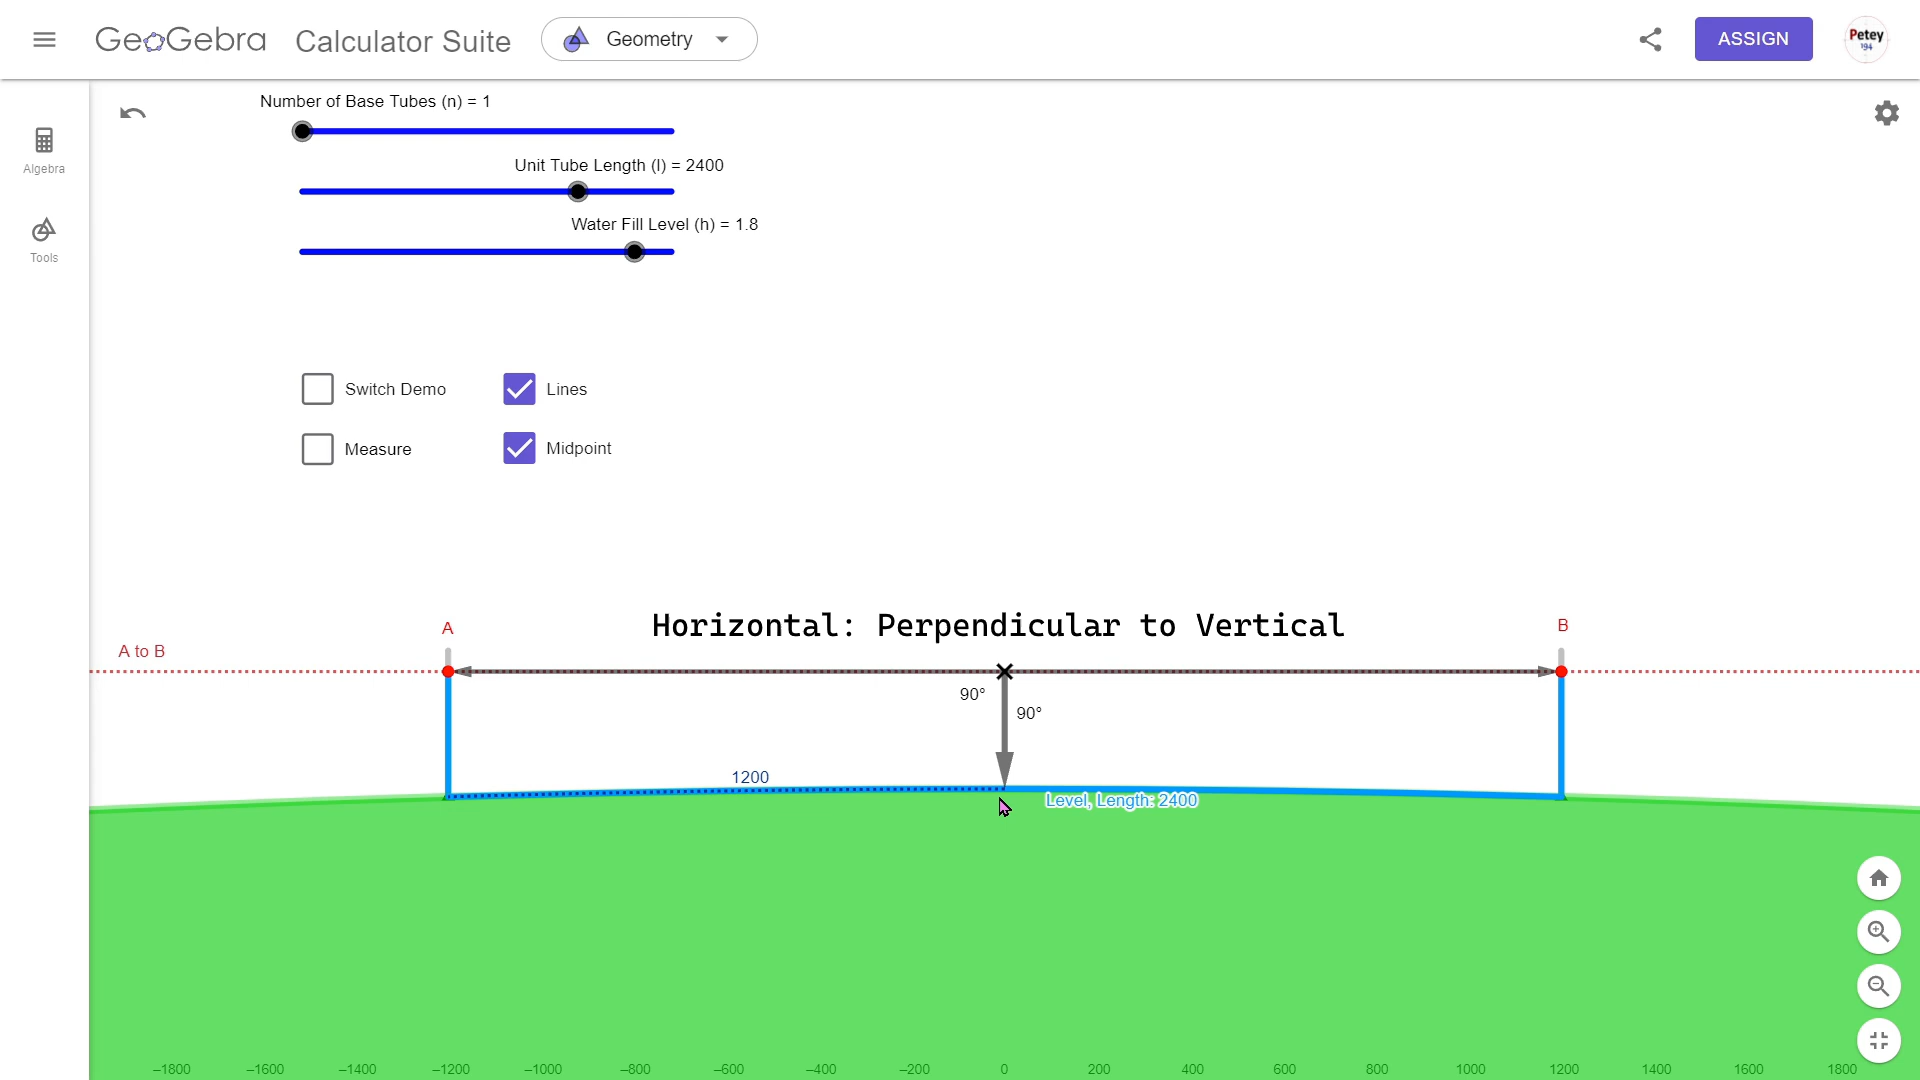 GeoGebra Calculator Suite Geometry ASSIGN Petey 194
Number of Base Tubes (n) = 1
Algebra
Unit Tube Length (l) = 2400
Water Fill Level (h) = 1.8
Tools
Switch Demo Lines
Measure Midpoint
Horizontal: Perpendicular to Vertical
A B
A to B
90°
90°
1200
Level, Length: 2400
–1800 –1600 –1400 –1200 –1000 –800 –600 –400 –200 0 200 400 600 800 1000 1200 1400 1600 1800